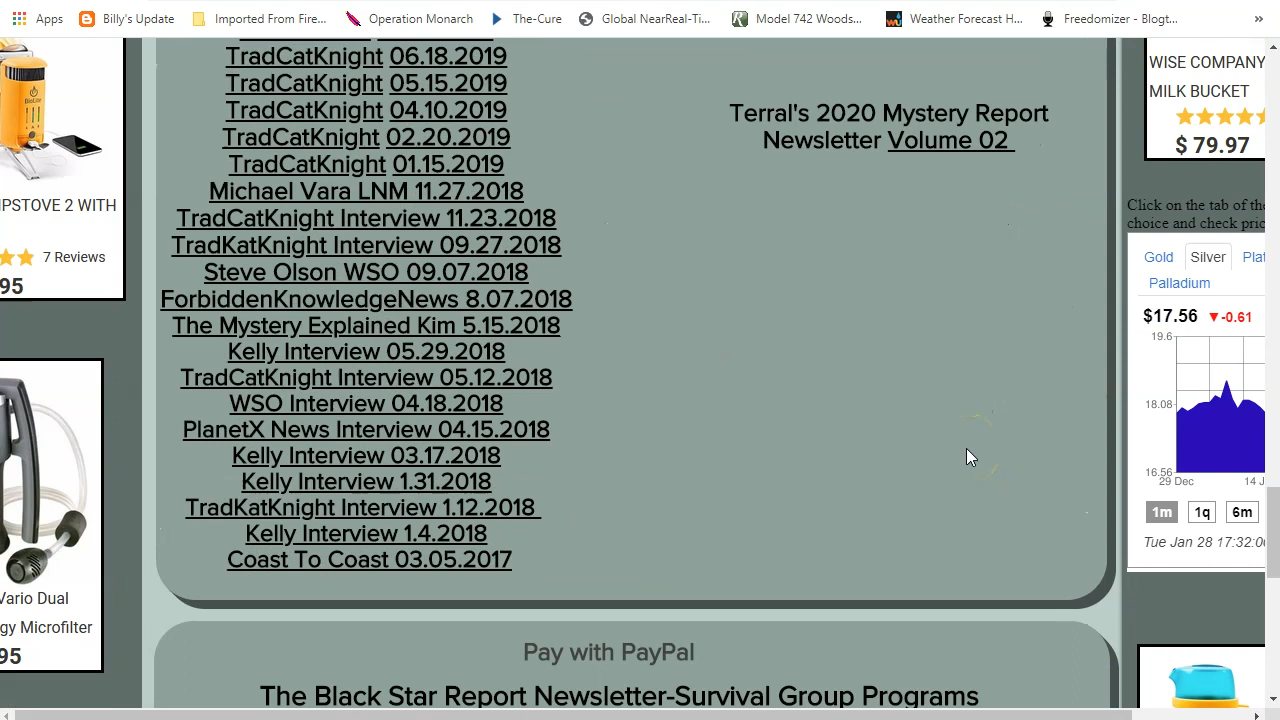 Apps
Billy's Update
Imported From Fire...
Operation Monarch
The-Cure
Global NearReal-Ti...
Model 742 Woods...
Weather Forecast H...
Freedomizer - Blogt...
»
TradCatKnight 06.18.2019
TradCatKnight 05.15.2019
TradCatKnight 04.10.2019
TradCatKnight 02.20.2019
TradCatKnight 01.15.2019
Michael Vara LNM 11.27.2018
TradCatKnight Interview 11.23.2018
TradKatKnight Interview 09.27.2018
Steve Olson WSO 09.07.2018
ForbiddenKnowledgeNews 8.07.2018
The Mystery Explained Kim 5.15.2018
Kelly Interview 05.29.2018
TradCatKnight Interview 05.12.2018
WSO Interview 04.18.2018
PlanetX News Interview 04.15.2018
Kelly Interview 03.17.2018
Kelly Interview 1.31.2018
TradKatKnight Interview 1.12.2018
Kelly Interview 1.4.2018
Coast To Coast 03.05.2017
Terral's 2020 Mystery Report
Newsletter Volume 02
Pay with PayPal
The Black Star Report Newsletter-Survival Group Programs
BioLite
MPSTOVE 2 WITH
7 Reviews
95
Vario Dual
gy Microfilter
95
WISE COMPANY
MILK BUCKET
$ 79.97
Click on the tab of the
choice and check pric
Gold Silver Plat
Palladium
$17.56 ▼-0.61
19.6
18.08
16.56
29 Dec 14 J
1m 1q 6m
Tue Jan 28 17:32:00